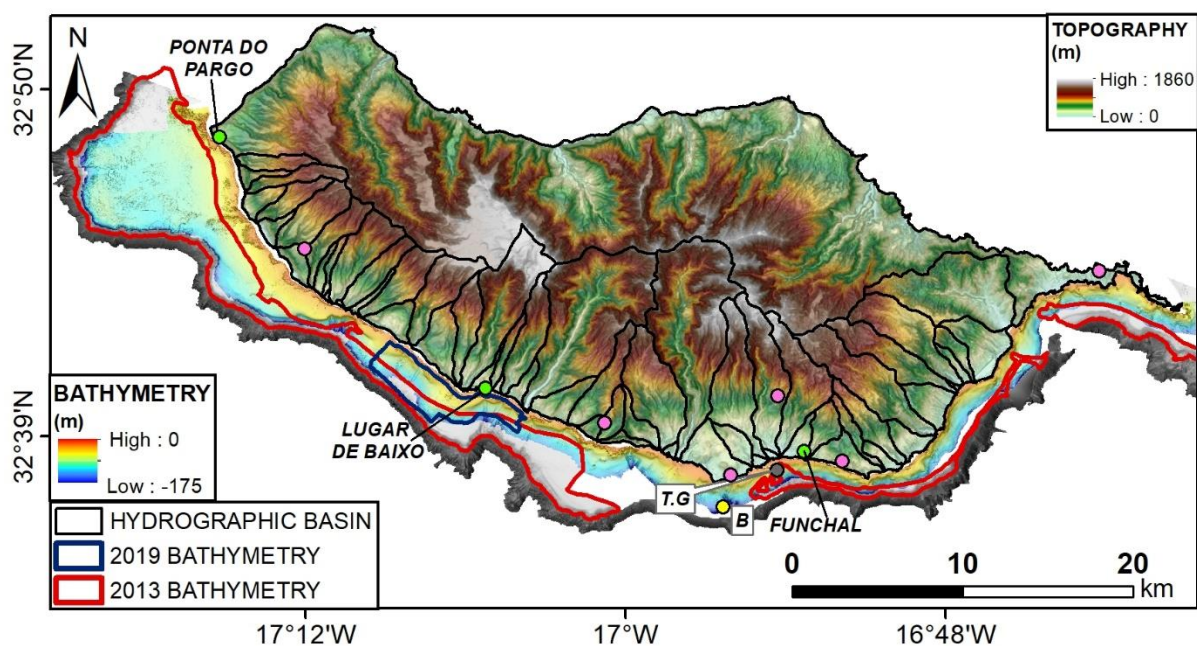 N
PONTA DO
PARGO
TOPOGRAPHY
(m)
High : 1860
Low : 0
32°50'N
32°39'N
BATHYMETRY
(m)
High : 0
Low : -175
LUGAR
DE BAIXO
T.G
B
FUNCHAL
HYDROGRAPHIC BASIN
2019 BATHYMETRY
2013 BATHYMETRY
0 10 20
km
17°12'W 17°W 16°48'W